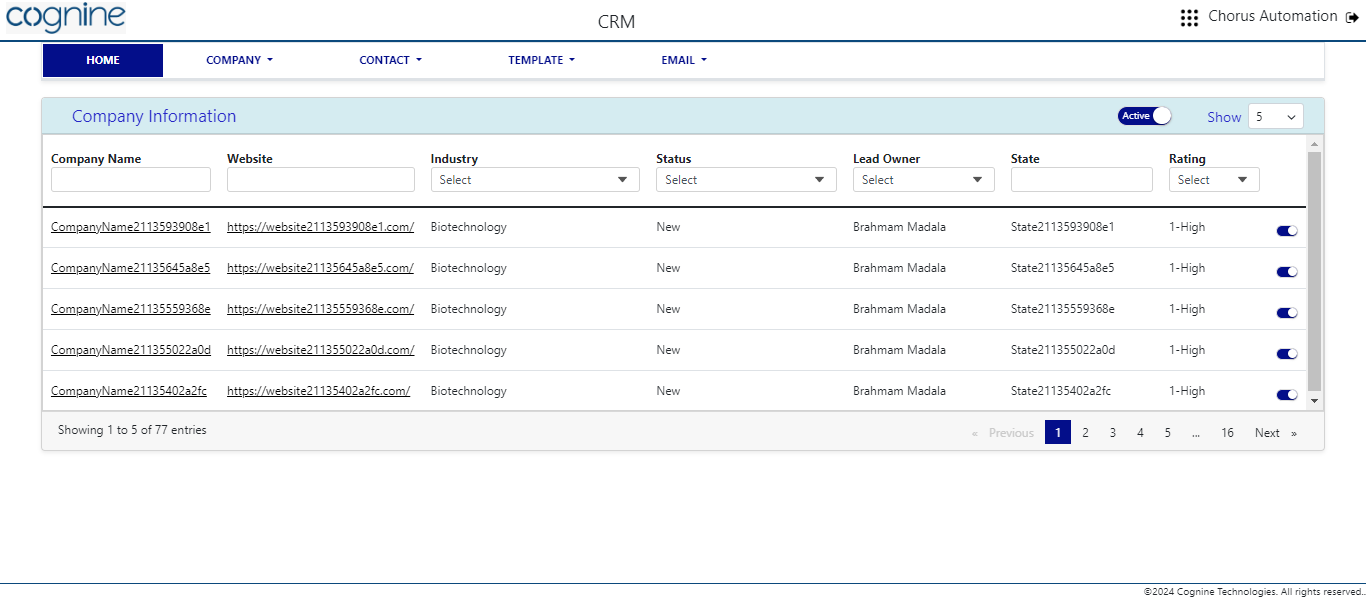 cognine
CRM
Chorus Automation
HOME COMPANY CONTACT TEMPLATE EMAIL
Company Information
Active Show 5
Company Name Website Industry Status Lead Owner State Rating
Select Select Select Select
CompanyName2113593908e1 https://website2113593908e1.com/ Biotechnology New Brahmam Madala State2113593908e1 1-High
CompanyName21135645a8e5 https://website21135645a8e5.com/ Biotechnology New Brahmam Madala State21135645a8e5 1-High
CompanyName21135559368e https://website21135559368e.com/ Biotechnology New Brahmam Madala State21135559368e 1-High
CompanyName211355022a0d https://website211355022a0d.com/ Biotechnology New Brahmam Madala State211355022a0d 1-High
CompanyName21135402a2fc https://website21135402a2fc.com/ Biotechnology New Brahmam Madala State21135402a2fc 1-High
Showing 1 to 5 of 77 entries
« Previous 1 2 3 4 5 ... 16 Next »
©2024 Cognine Technologies. All rights reserved..